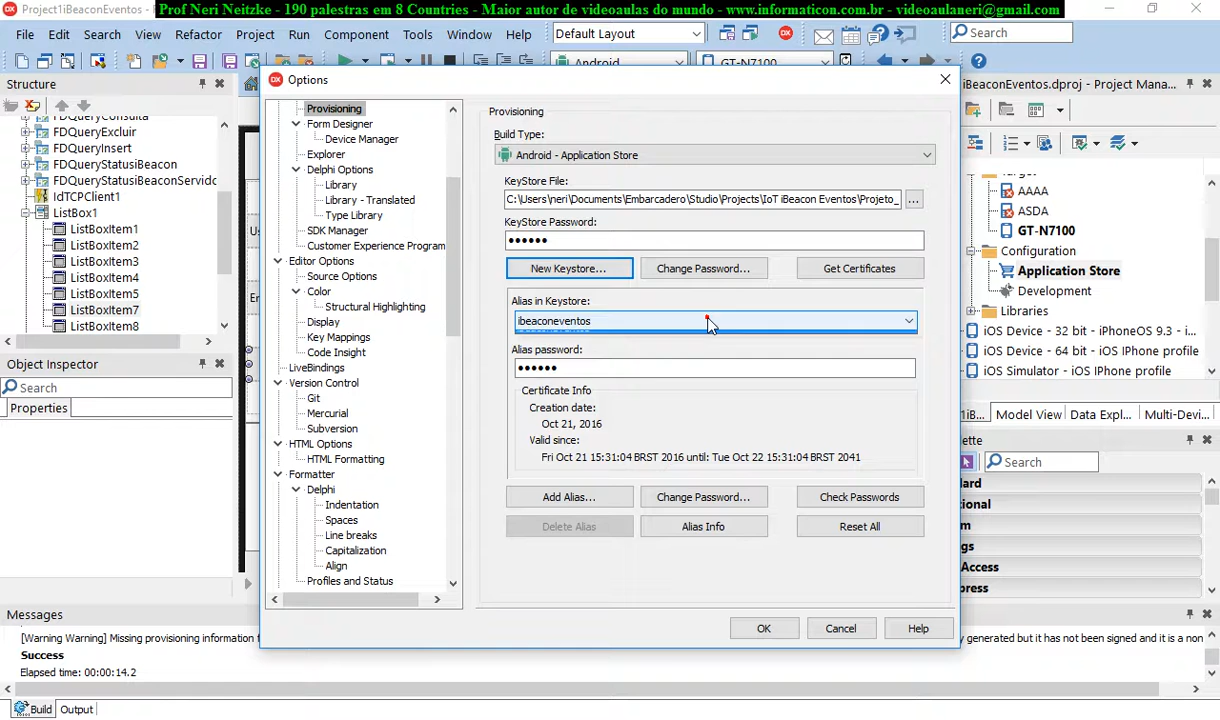 Project1iBeaconEventos -
Prof Neri Neitzke - 190 palestras em 8 Countries - Maior autor de videoaulas do mundo - www.informaticon.com.br - videoaulaneri@gmail.com
File Edit Search View Refactor Project Run Component Tools Window Help
Default Layout
Search
Android
GT-N7100
Structure
FDQueryConsulta
FDQueryExcluir
FDQueryInsert
FDQueryStatusiBeacon
FDQueryStatusiBeaconServido
IdTCPClient1
ListBox1
ListBoxItem1
ListBoxItem2
ListBoxItem3
ListBoxItem4
ListBoxItem5
ListBoxItem7
ListBoxItem8
Object Inspector
Search
Properties
Options
Provisioning
Form Designer
Device Manager
Explorer
Delphi Options
Library
Library - Translated
Type Library
SDK Manager
Customer Experience Program
Editor Options
Source Options
Color
Structural Highlighting
Display
Key Mappings
Code Insight
LiveBindings
Version Control
Git
Mercurial
Subversion
HTML Options
HTML Formatting
Formatter
Delphi
Indentation
Spaces
Line breaks
Capitalization
Align
Profiles and Status
Provisioning
Build Type:
Android - Application Store
KeyStore File:
C:\Users\neri\Documents\Embarcadero\Studio\Projects\IoT iBeacon Eventos\Projeto_
...
KeyStore Password:
●●●●●●
New Keystore... Change Password... Get Certificates
Alias in Keystore:
ibeaconeventos
Alias password:
●●●●●●
Certificate Info
Creation date:
Oct 21, 2016
Valid since:
Fri Oct 21 15:31:04 BRST 2016 until: Tue Oct 22 15:31:04 BRST 2041
Add Alias... Change Password... Check Passwords
Delete Alias Alias Info Reset All
OK Cancel Help
iBeaconEventos.dproj - Project Mana...
Target
AAAA
ASDA
GT-N7100
Configuration
Application Store
Development
Libraries
iOS Device - 32 bit - iPhoneOS 9.3 - i...
iOS Device - 64 bit - iOS IPhone profile
iOS Simulator - iOS IPhone profile
1iB... Model View Data Expl... Multi-Devi...
ette
Search
dard
tional
m
gs
Access
press
Messages
[Warning Warning] Missing provisioning information f
y generated but it has not been signed and it is a non
Success
Elapsed time: 00:00:14.2
Build Output